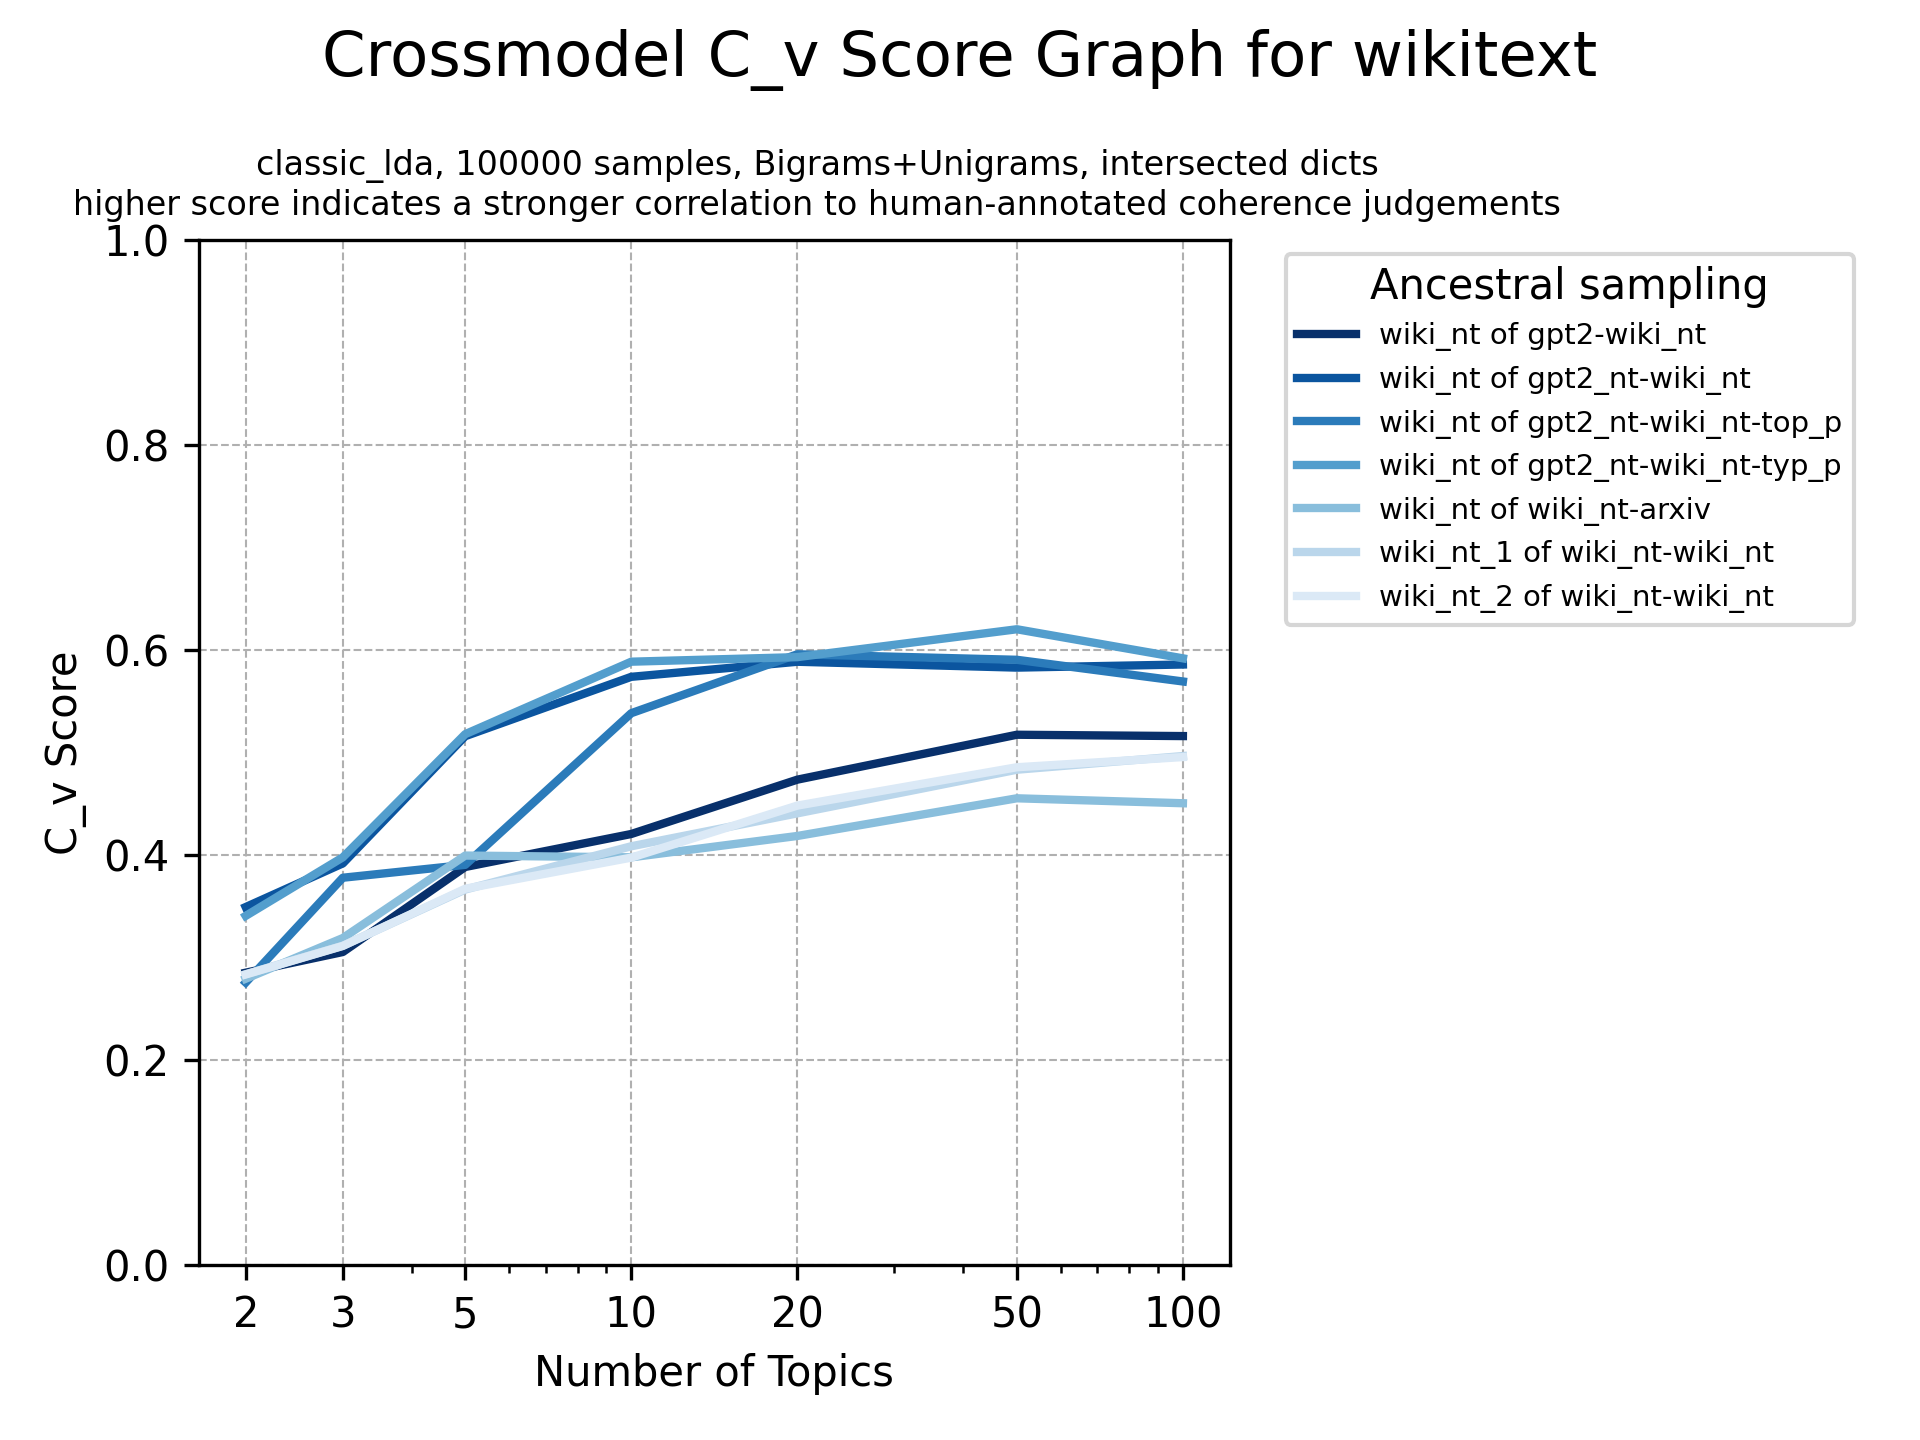 Crossmodel C_v Score Graph for wikitext
classic_lda, 100000 samples, Bigrams+Unigrams, intersected dicts
higher score indicates a stronger correlation to human-annotated coherence judgements
1.0
0.8
0.6
0.4
0.2
0.0
C_v Score
2 3 5 10 20 50 100
Number of Topics
Ancestral sampling
wiki_nt of gpt2-wiki_nt
wiki_nt of gpt2_nt-wiki_nt
wiki_nt of gpt2_nt-wiki_nt-top_p
wiki_nt of gpt2_nt-wiki_nt-typ_p
wiki_nt of wiki_nt-arxiv
wiki_nt_1 of wiki_nt-wiki_nt
wiki_nt_2 of wiki_nt-wiki_nt